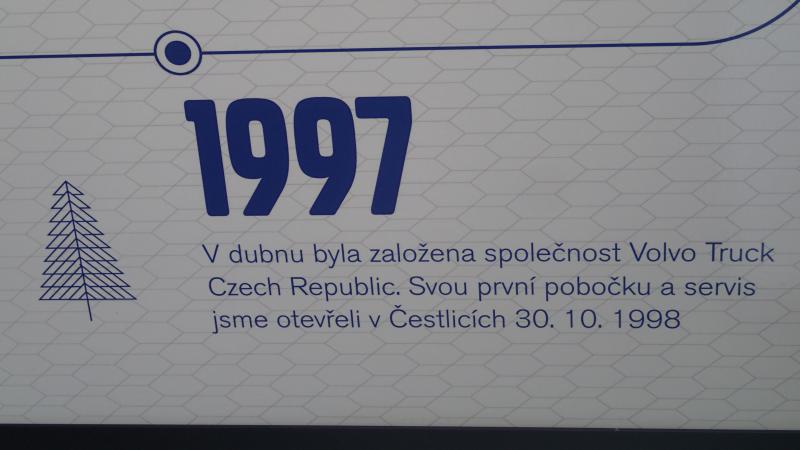 1997
V dubnu byla založena společnost Volvo Truck
Czech Republic. Svou první pobočku a servis
jsme otevřeli v Čestlicích 30. 10. 1998